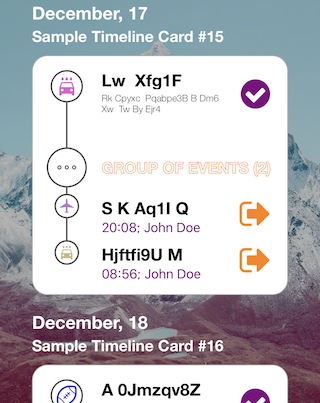 December, 17
Sample Timeline Card #15
Lw Xfg1F
Rk Cpyxc Pqabpe3B B Dm6
Xw Tw By Ejr4
GROUP OF EVENTS (2)
S K Aq1I Q
20:08; John Doe
Hjftfi9U M
08:56; John Doe
December, 18
Sample Timeline Card #16
A 0Jmzqv8Z